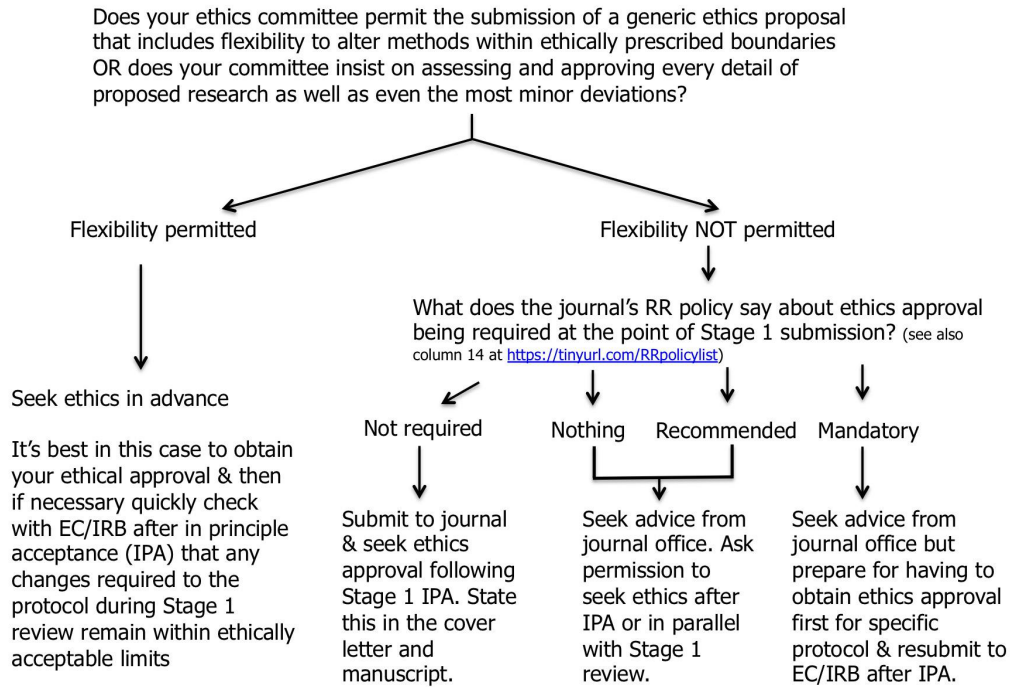 Does your ethics committee permit the submission of a generic ethics proposal
that includes flexibility to alter methods within ethically prescribed boundaries
OR does your committee insist on assessing and approving every detail of
proposed research as well as even the most minor deviations?
Flexibility permitted
Flexibility NOT permitted
What does the journal's RR policy say about ethics approval
being required at the point of Stage 1 submission? (see also
column 14 at https://tinyurl.com/RRpolicylist)
Seek ethics in advance
It's best in this case to obtain
your ethical approval & then
if necessary quickly check
with EC/IRB after in principle
acceptance (IPA) that any
changes required to the
protocol during Stage 1
review remain within ethically
acceptable limits
Not required
Nothing
Recommended
Mandatory
Submit to journal
& seek ethics
approval following
Stage 1 IPA. State
this in the cover
letter and
manuscript.
Seek advice from
journal office. Ask
permission to
seek ethics after
IPA or in parallel
with Stage 1
review.
Seek advice from
journal office but
prepare for having to
obtain ethics approval
first for specific
protocol & resubmit to
EC/IRB after IPA.